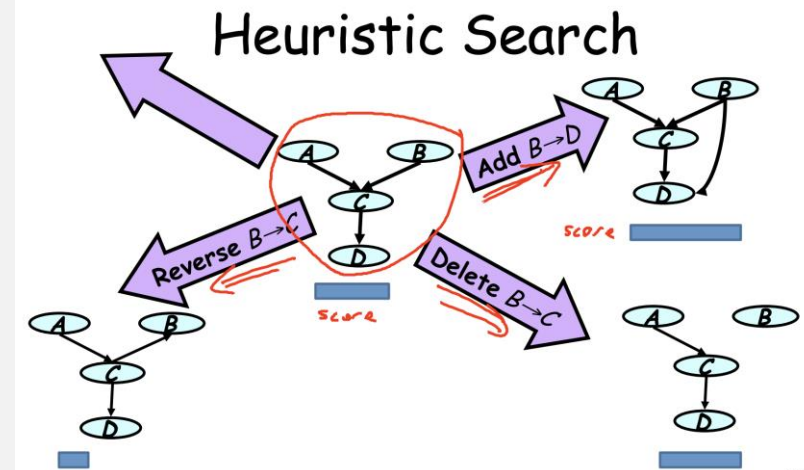 Heuristic Search
A B C D
score
Add B→D
A B C D
score
Reverse B→C
A B C D
Delete B→C
A B C D